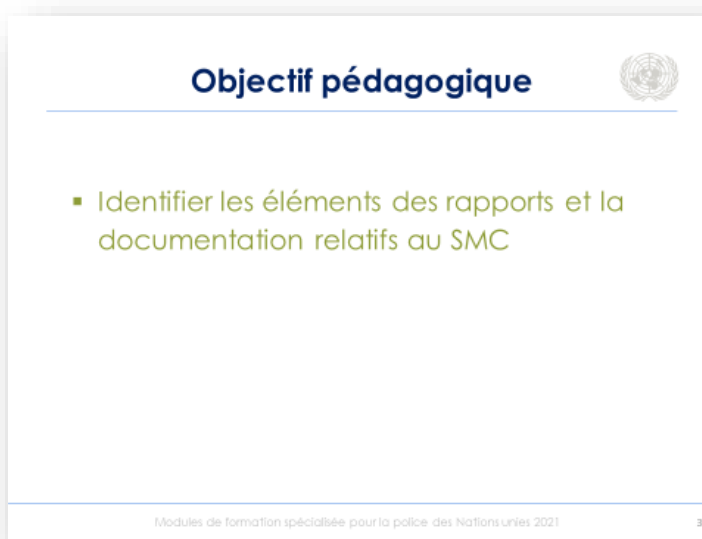 Objectif pédagogique
▪ Identifier les éléments des rapports et la
documentation relatifs au SMC
Modules de formation spécialisée pour la police des Nations unies 2021
3